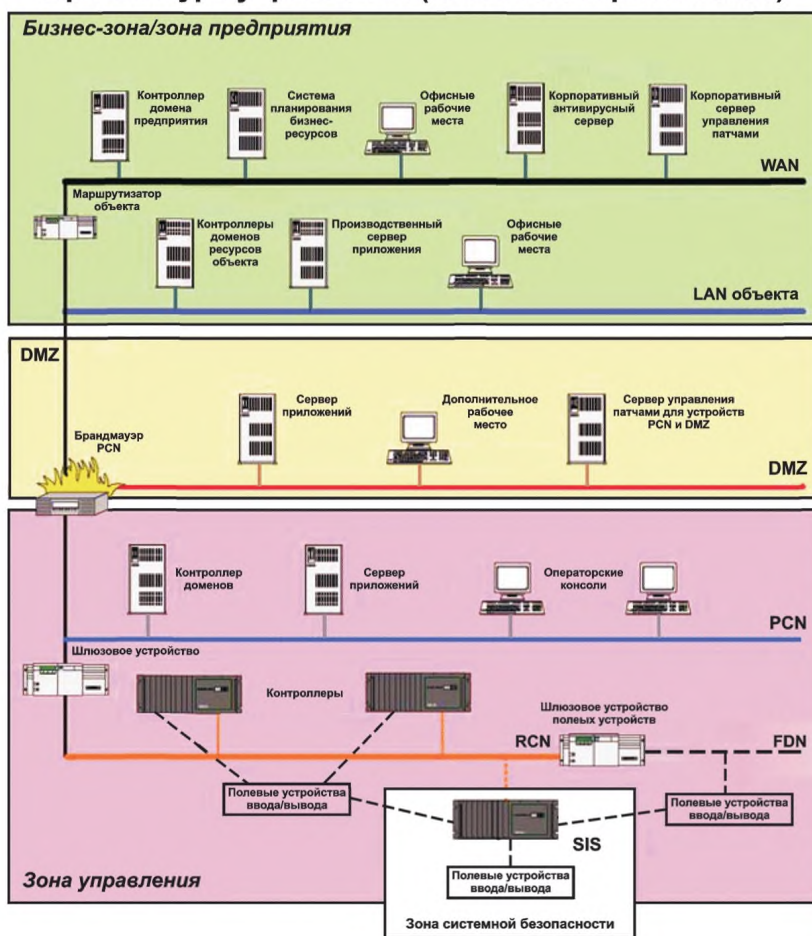 Бизнес-зона/зона предприятия
Контроллер
домена
предприятия
Система
планирования
бизнес-
ресурсов
Офисные
рабочие
места
Корпоративный
антивирусный
сервер
Корпоративный
сервер
управления
патчами
WAN
Маршрутизатор
объекта
Контроллеры
доменов
ресурсов
объекта
Производственный
сервер
приложения
Офисные
рабочие
места
LAN объекта
DMZ
Брандмауэр
PCN
Сервер
приложений
Дополнительное
рабочее
место
Сервер управления
патчами для устройств
PCN и DMZ
DMZ
Контроллер
доменов
Сервер
приложений
Операторские
консоли
PCN
Шлюзовое устройство
Контроллеры
Шлюзовое устройство
полеых устройств
RCN
FDN
Полевые устройства
ввода/вывода
Полевые устройства
ввода/вывода
SIS
Полевые устройства
ввода/вывода
Зона управления
Зона системной безопасности